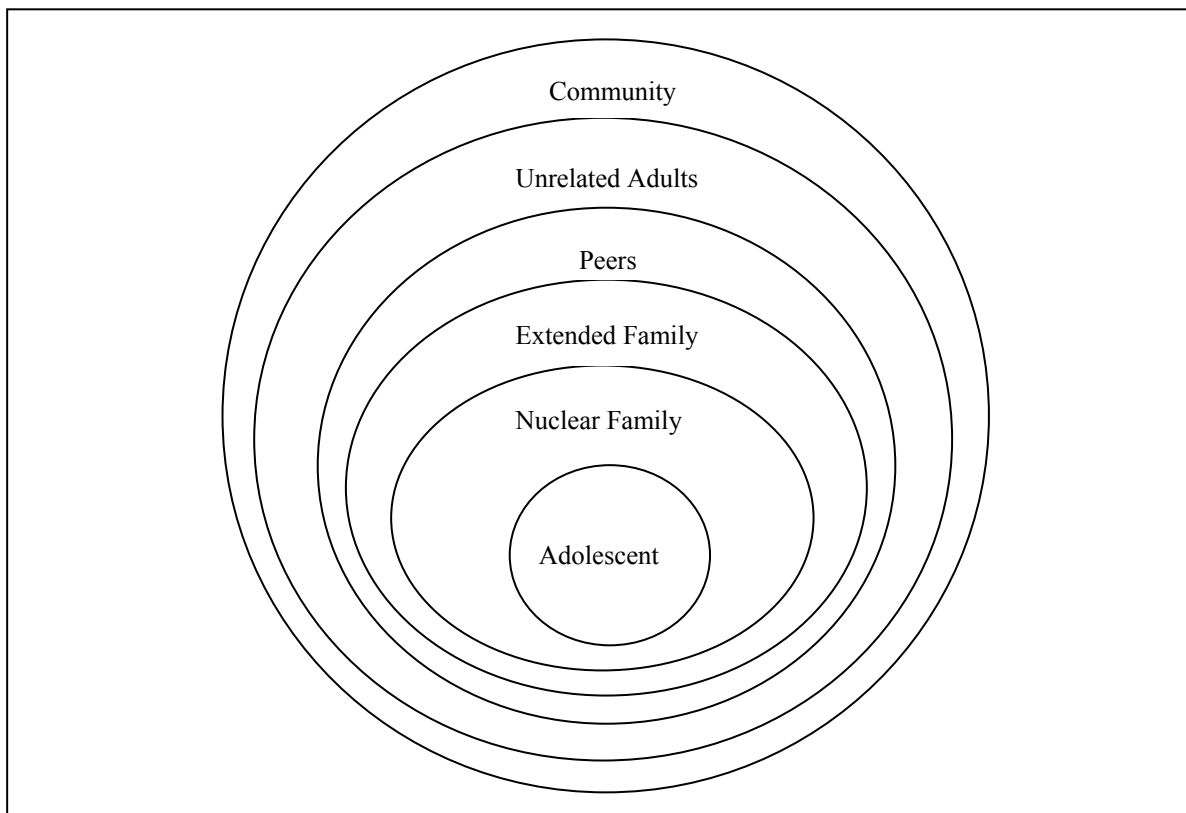 Community
Unrelated Adults
Peers
Extended Family
Nuclear Family
Adolescent